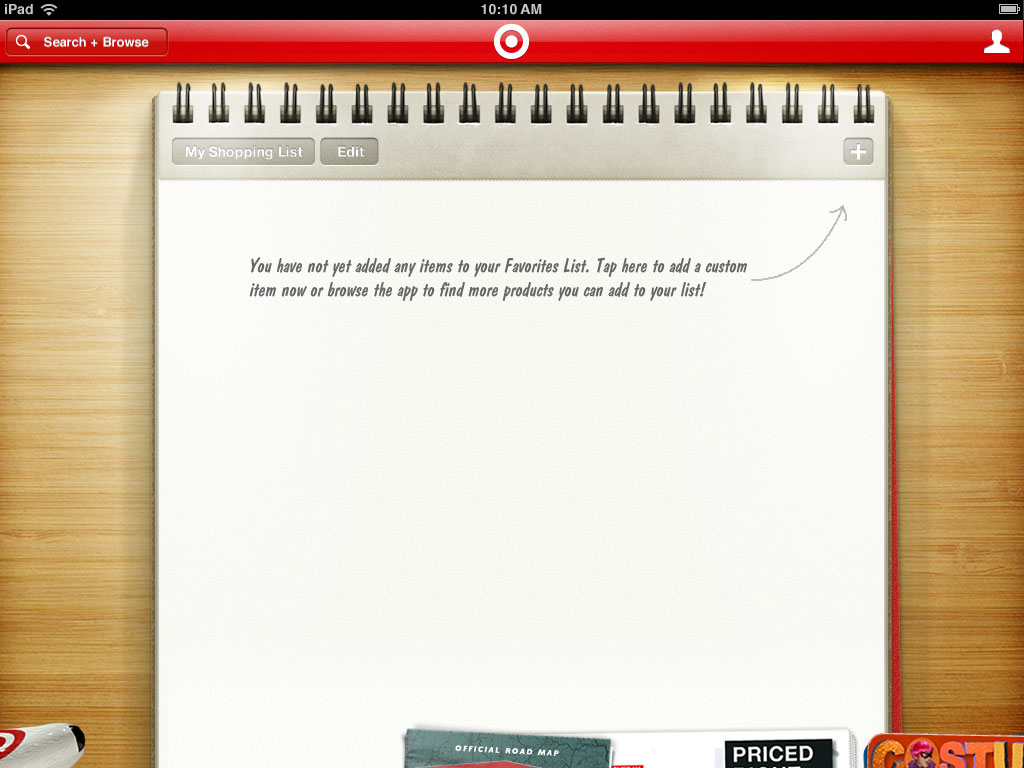 iPad 10:10 AM
Search + Browse
My Shopping List Edit
You have not yet added any items to your Favorites List. Tap here to add a custom
item now or browse the app to find more products you can add to your list!
OFFICIAL ROAD MAP
PRICED